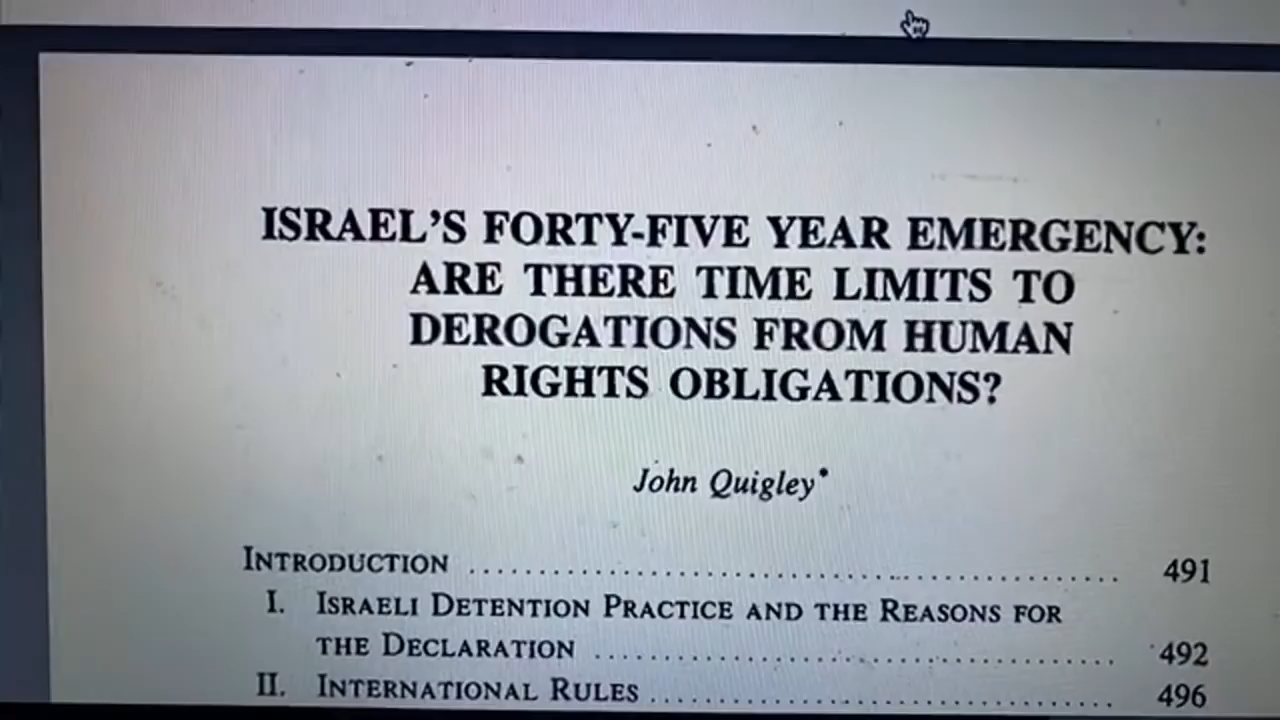 ISRAEL'S FORTY-FIVE YEAR EMERGENCY:
ARE THERE TIME LIMITS TO
DEROGATIONS FROM HUMAN
RIGHTS OBLIGATIONS?
John Quigley*
INTRODUCTION ........................................................ 491
I. ISRAELI DETENTION PRACTICE AND THE REASONS FOR
THE DECLARATION ............................................ 492
II. INTERNATIONAL RULES ........................................ 496